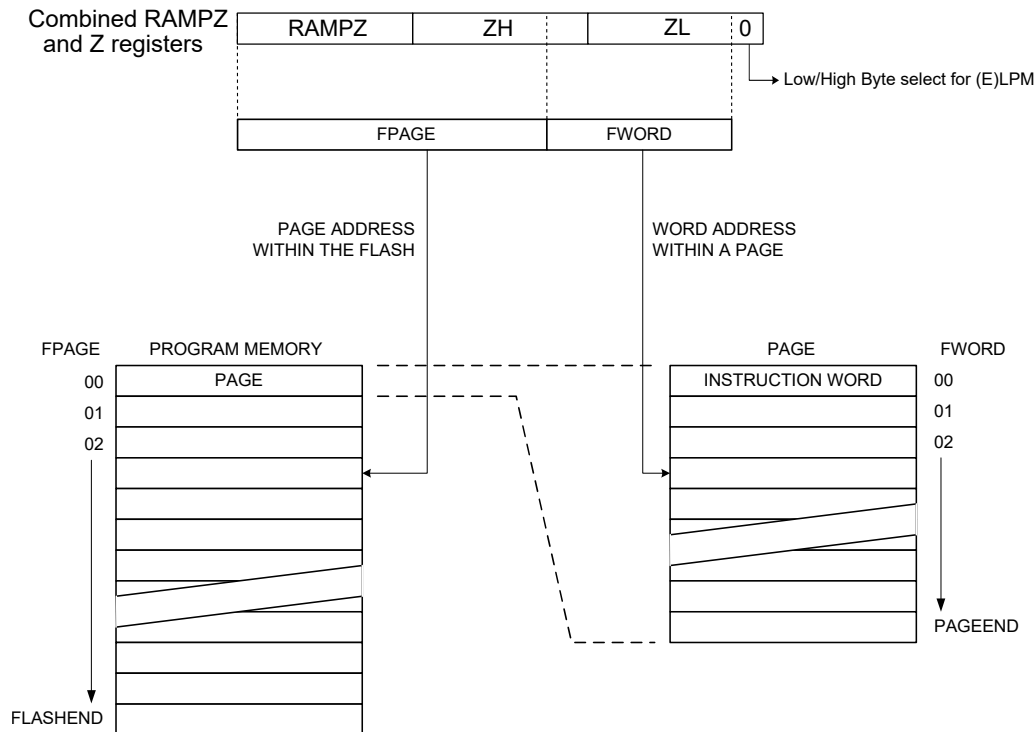 Combined RAMPZ
and Z registers
RAMPZ ZH ZL 0
Low/High Byte select for (E)LPM
FPAGE FWORD
PAGE ADDRESS
WITHIN THE FLASH
WORD ADDRESS
WITHIN A PAGE
FPAGE PROGRAM MEMORY
00 PAGE
01
02
FLASHEND
PAGE FWORD
INSTRUCTION WORD 00
01
02
PAGEEND